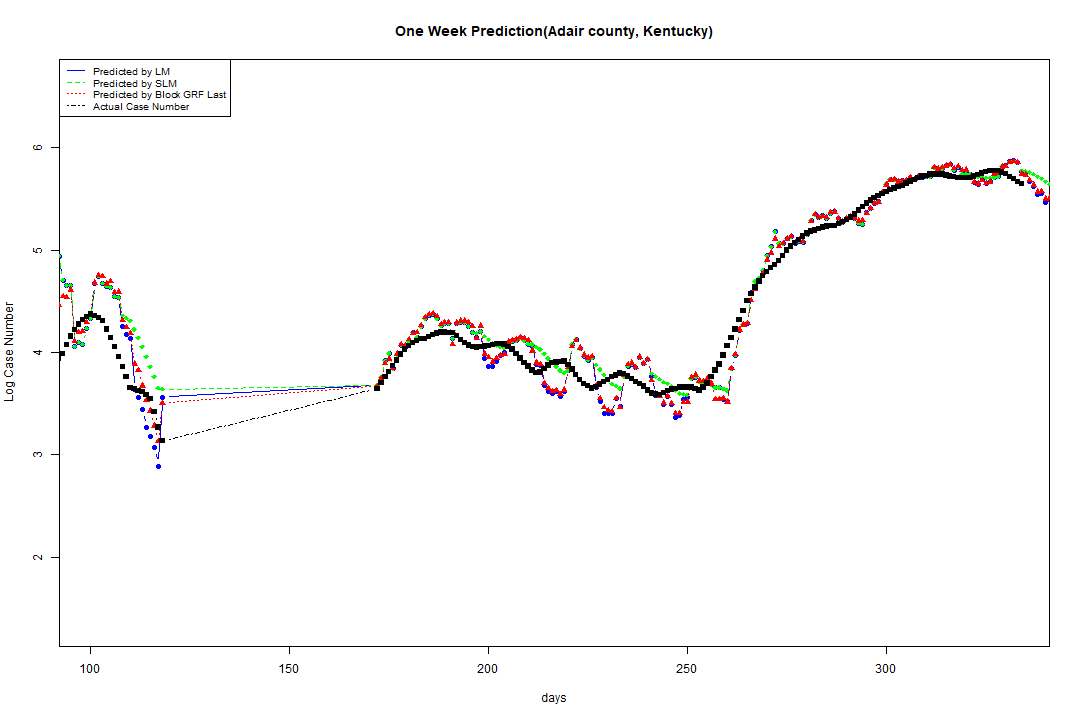 One Week Prediction(Adair county, Kentucky)
Predicted by LM
Predicted by SLM
Predicted by Block GRF Last
Actual Case Number
6
5
4
3
2
Log Case Number
100 150 200 250 300
days